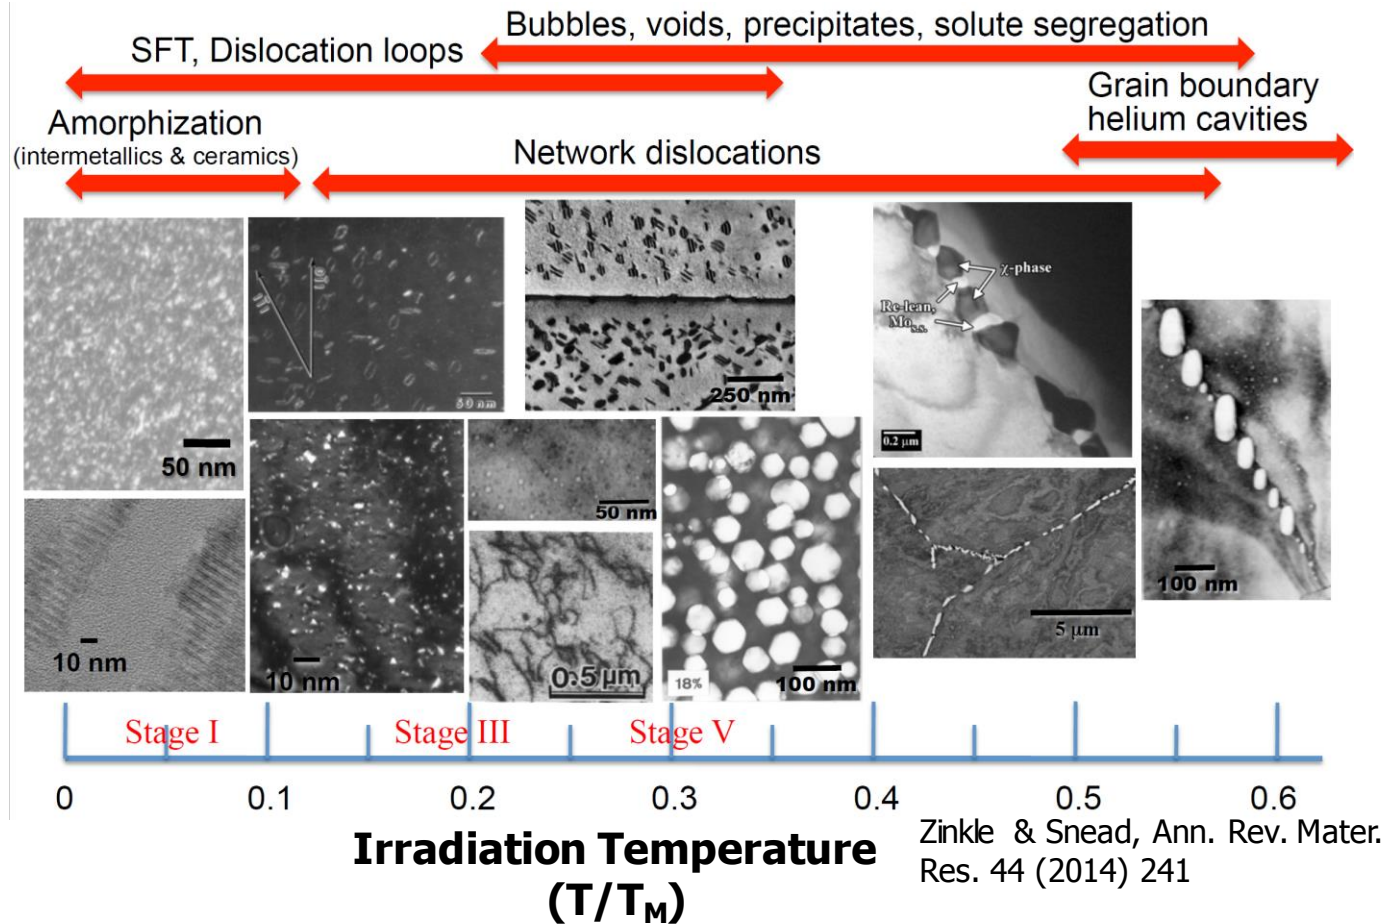 Bubbles, voids, precipitates, solute segregation
SFT, Dislocation loops
Grain boundary
helium cavities
Amorphization
(intermetallics & ceramics)
Network dislocations
50 nm
50 nm
250 nm
χ-phase
Re-lean,
Mo s.s.
0.2 μm
10 nm
10 nm
50 nm
0.5 μm
18%
100 nm
5 μm
100 nm
Stage I
Stage III
Stage V
0
0.1
0.2
0.3
0.4
0.5
0.6
Irradiation Temperature
(T/TM)
Zinkle & Snead, Ann. Rev. Mater.
Res. 44 (2014) 241